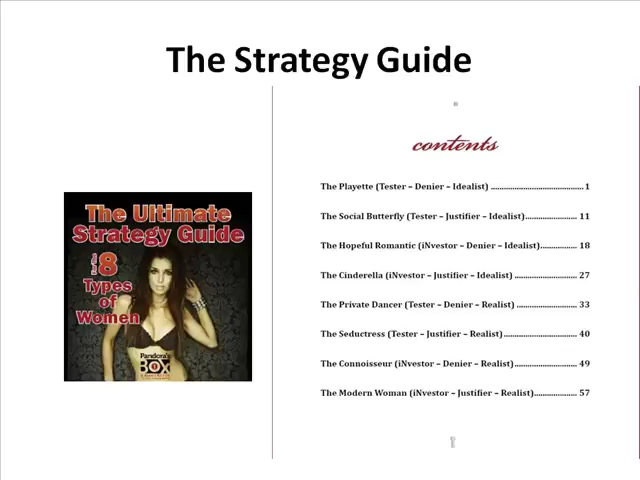 The Strategy Guide
contents
The Ultimate
Strategy Guide
for the
8
Types
of
Women
Pandora's
BOX
The Playette (Tester – Denier – Idealist) ............................................ 1
The Social Butterfly (Tester – Justifier – Idealist)........................ 11
The Hopeful Romantic (iNvestor – Denier – Idealist)................. 18
The Cinderella (iNvestor – Justifier – Idealist) ............................. 27
The Private Dancer (Tester – Denier – Realist) ............................ 33
The Seductress (Tester – Justifier – Realist) .................................. 40
The Connoisseur (iNvestor – Denier – Realist)............................. 49
The Modern Woman (iNvestor – Justifier – Realist).................... 57